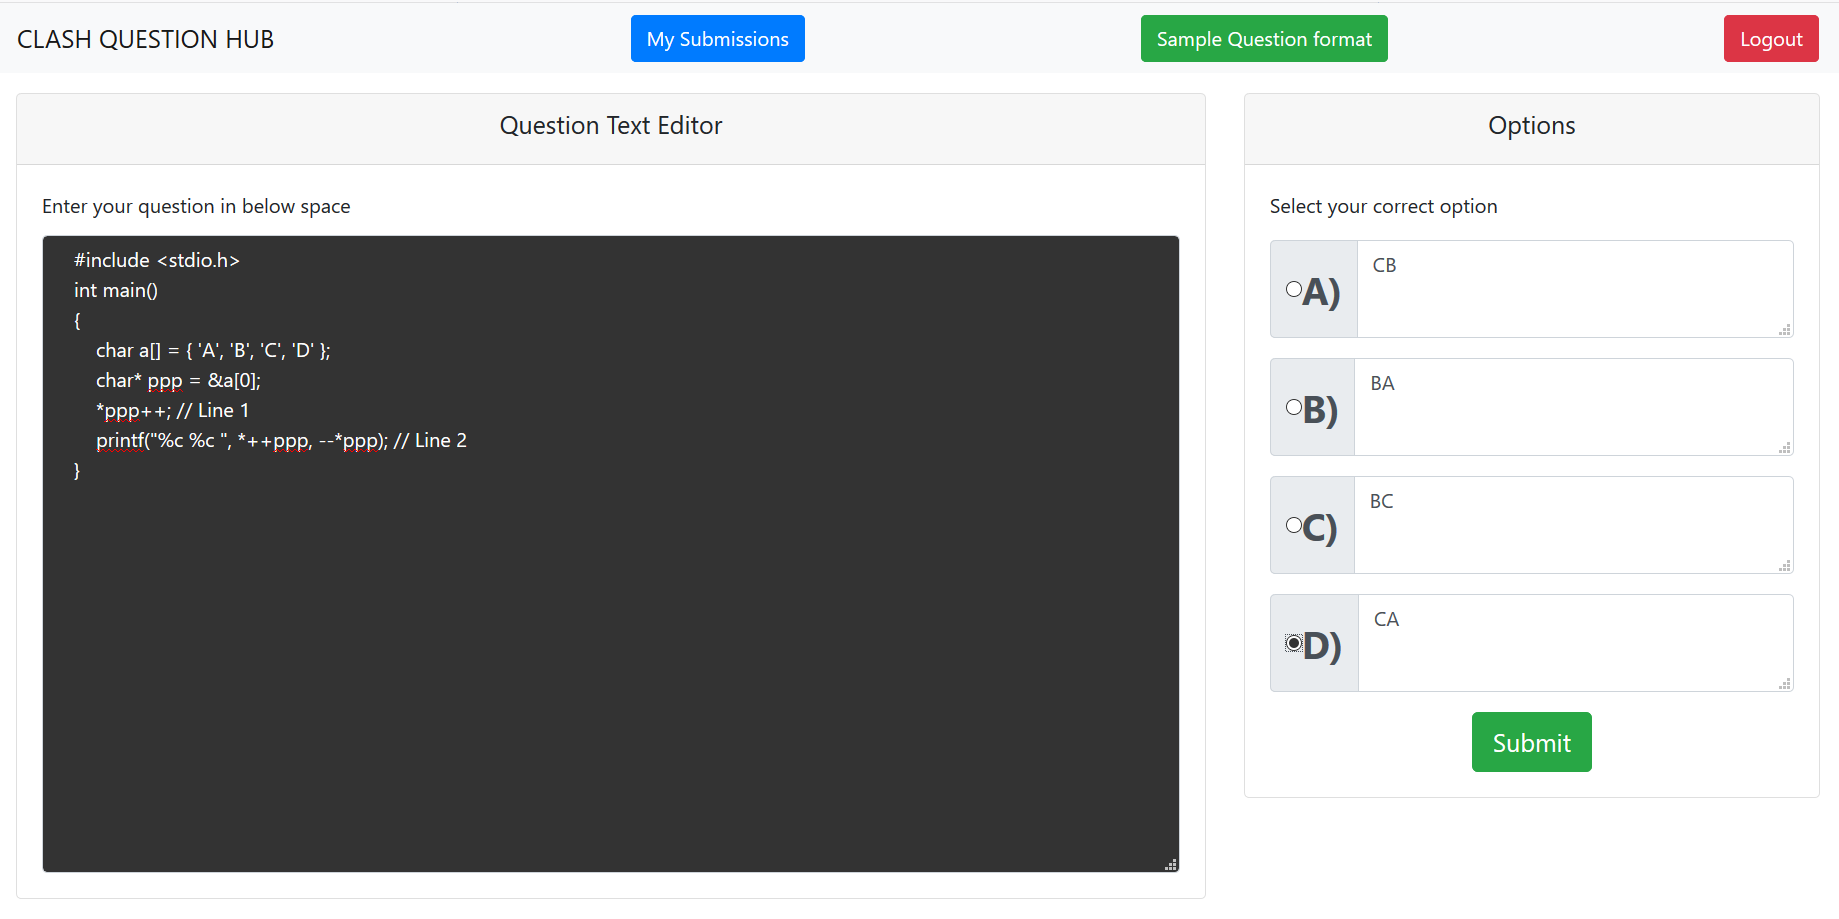 CLASH QUESTION HUB
My Submissions
Sample Question format
Logout
Question Text Editor
Enter your question in below space
#include <stdio.h>
int main()
{
char a[] = { 'A', 'B', 'C', 'D' };
char* ppp = &a[0];
*ppp++; // Line 1
printf("%c %c ", *++ppp, --*ppp); // Line 2
}
Options
Select your correct option
A) CB
B) BA
C) BC
D) CA
Submit